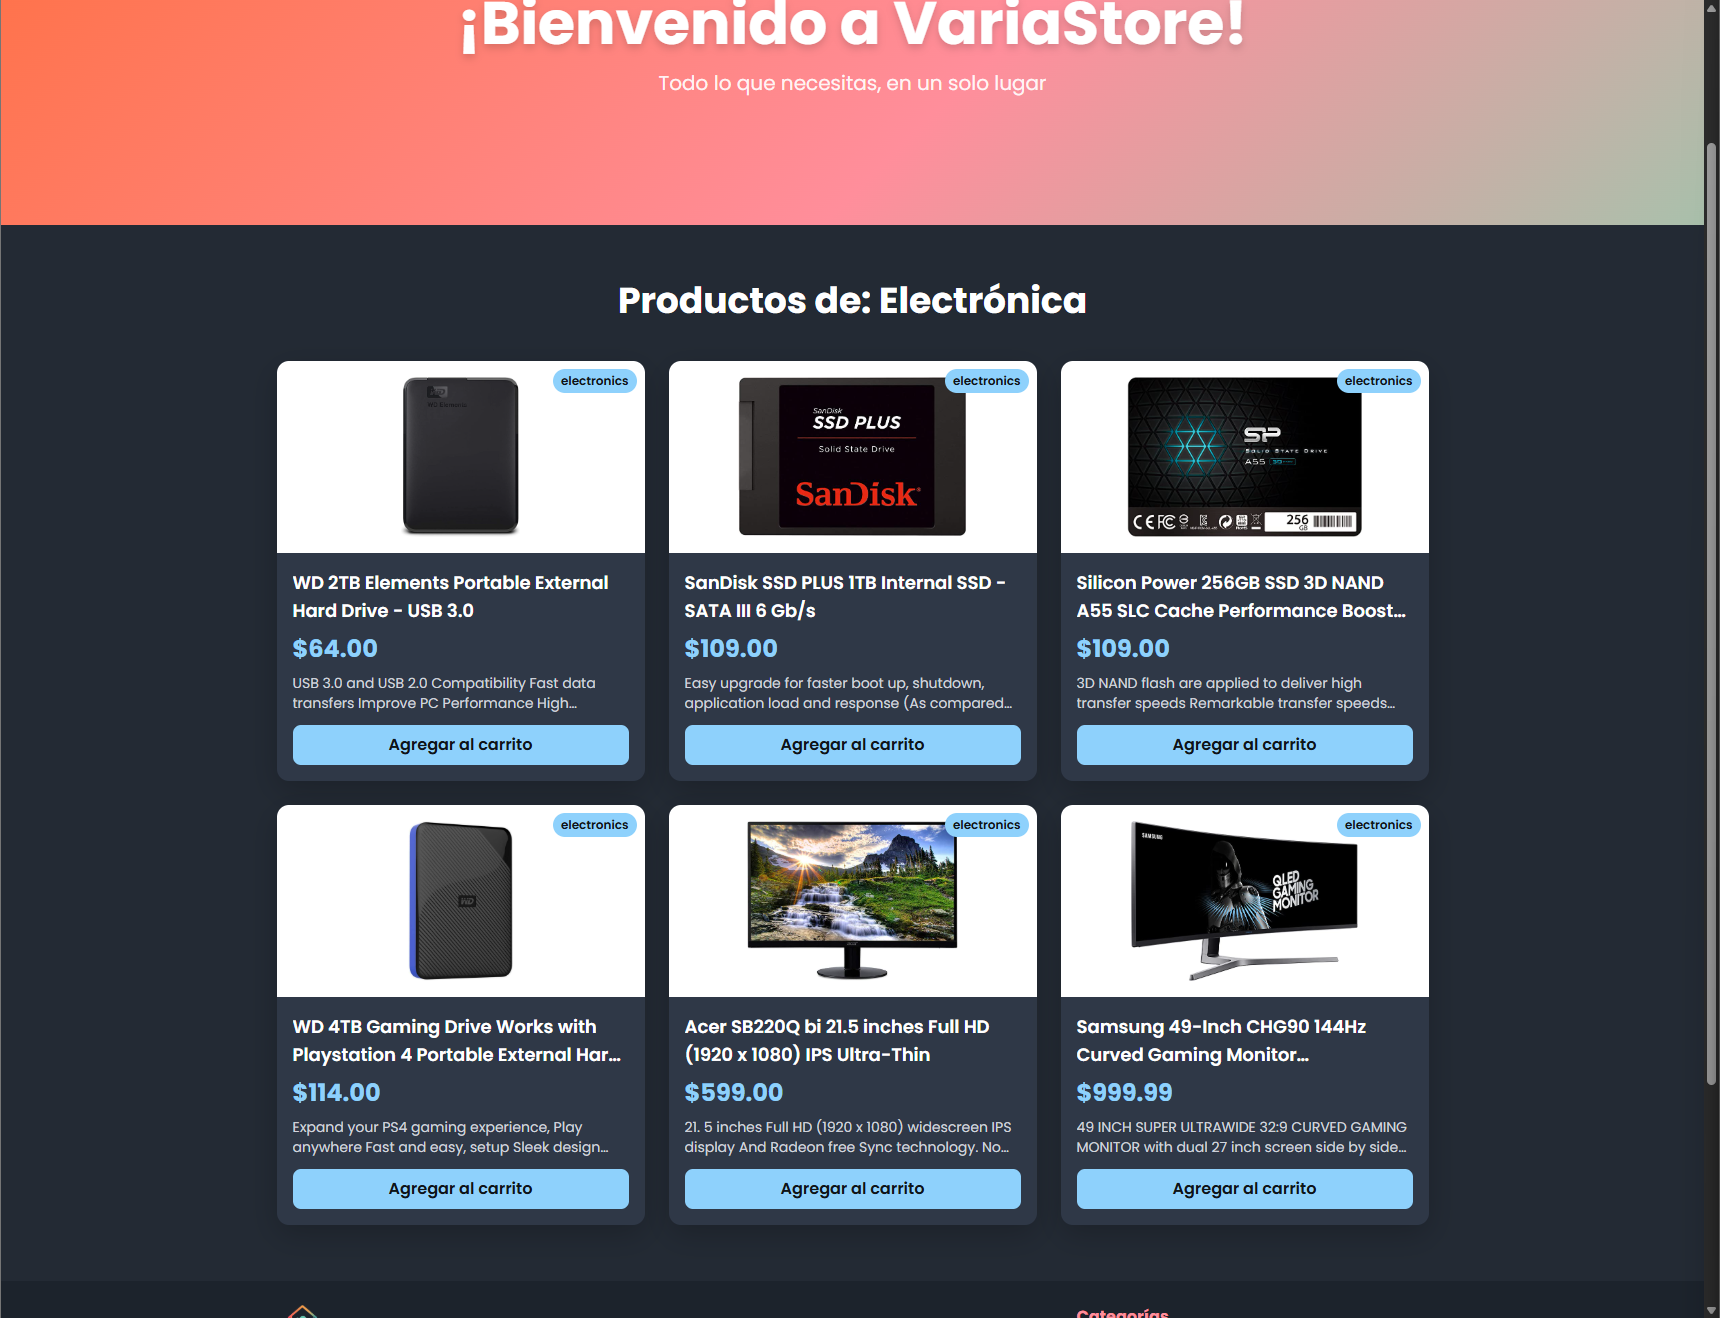 ¡Bienvenido a VariaStore!
Todo lo que necesitas, en un solo lugar
Productos de: Electrónica
electronics
WD
WD Elements
WD 2TB Elements Portable External
Hard Drive - USB 3.0
$64.00
USB 3.0 and USB 2.0 Compatibility Fast data
transfers Improve PC Performance High…
Agregar al carrito
electronics
SanDisk
SSD PLUS
Solid State Drive
SanDisk
SanDisk SSD PLUS 1TB Internal SSD -
SATA III 6 Gb/s
$109.00
Easy upgrade for faster boot up, shutdown,
application load and response (As compared…
Agregar al carrito
electronics
SP
SOLID STATE DRIVE
A55
256
GB
Silicon Power 256GB SSD 3D NAND
A55 SLC Cache Performance Boost…
$109.00
3D NAND flash are applied to deliver high
transfer speeds Remarkable transfer speeds…
Agregar al carrito
electronics
WD
WD 4TB Gaming Drive Works with
Playstation 4 Portable External Har…
$114.00
Expand your PS4 gaming experience, Play
anywhere Fast and easy, setup Sleek design…
Agregar al carrito
electronics
acer
Acer SB220Q bi 21.5 inches Full HD
(1920 x 1080) IPS Ultra-Thin
$599.00
21. 5 inches Full HD (1920 x 1080) widescreen IPS
display And Radeon free Sync technology. No…
Agregar al carrito
electronics
SAMSUNG
QLED
GAMING
MONITOR
Samsung 49-Inch CHG90 144Hz
Curved Gaming Monitor…
$999.99
49 INCH SUPER ULTRAWIDE 32:9 CURVED GAMING
MONITOR with dual 27 inch screen side by side…
Agregar al carrito
Categorías